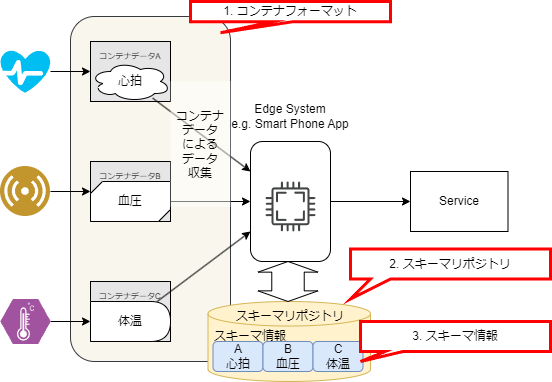 1. コンテナフォーマット
コンテナデータA
心拍
コンテナ
データ
による
データ
収集
Edge System
e.g. Smart Phone App
コンテナデータB
血圧
Service
コンテナデータC
体温
℃
2. スキーマリポジトリ
スキーマリポジトリ
スキーマ情報
3. スキーマ情報
A
心拍
B
血圧
C
体温